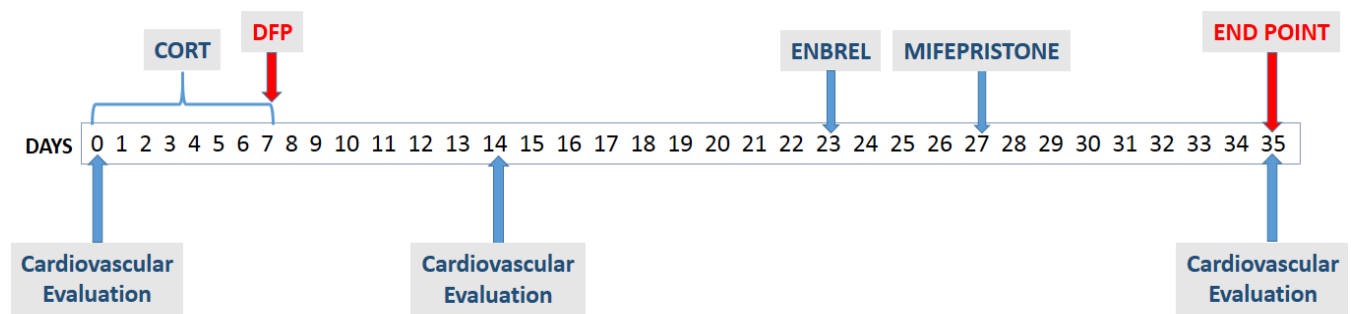 CORT
DFP
ENBREL
MIFEPRISTONE
END POINT
DAYS 0 1 2 3 4 5 6 7 8 9 10 11 12 13 14 15 16 17 18 19 20 21 22 23 24 25 26 27 28 29 30 31 32 33 34 35
Cardiovascular
Evaluation
Cardiovascular
Evaluation
Cardiovascular
Evaluation